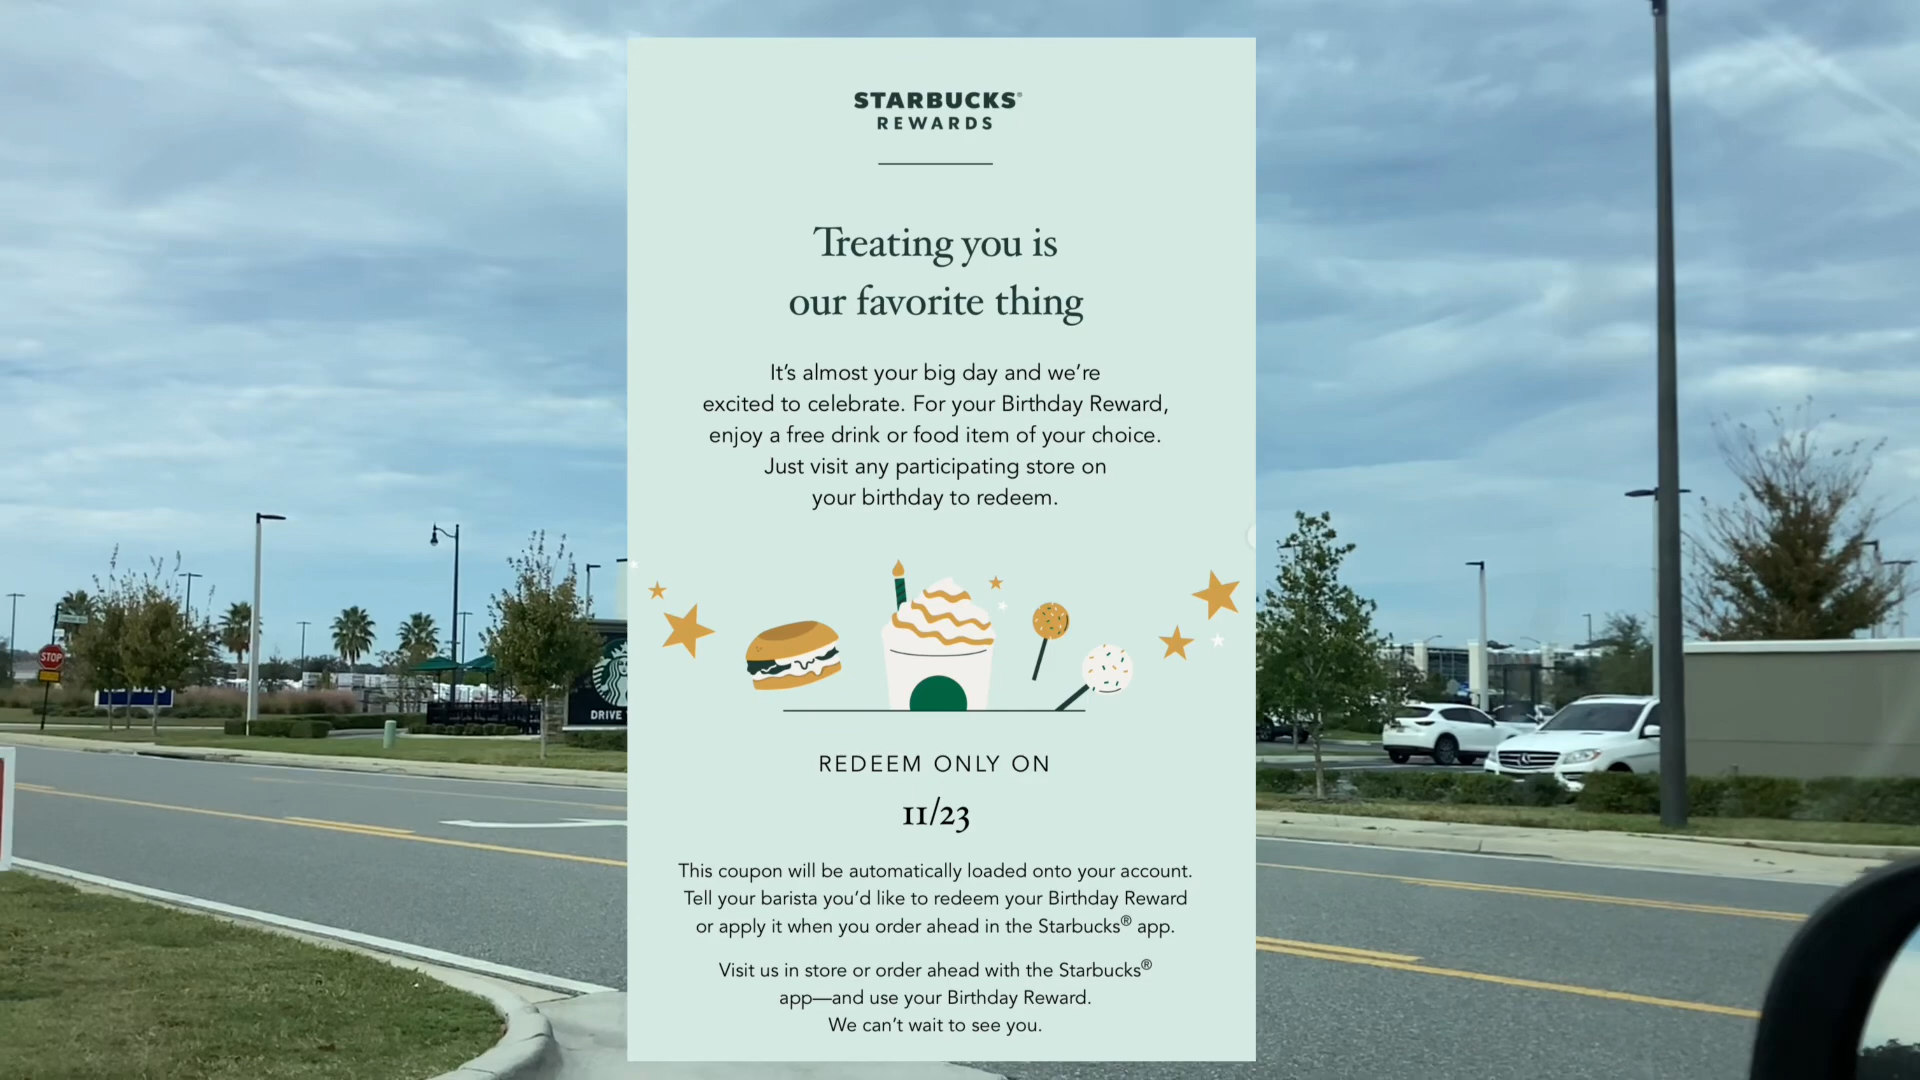 STARBUCKS®
REWARDS
Treating you is
our favorite thing
It’s almost your big day and we’re
excited to celebrate. For your Birthday Reward,
enjoy a free drink or food item of your choice.
Just visit any participating store on
your birthday to redeem.
REDEEM ONLY ON
11/23
This coupon will be automatically loaded onto your account.
Tell your barista you’d like to redeem your Birthday Reward
or apply it when you order ahead in the Starbucks® app.
Visit us in store or order ahead with the Starbucks®
app—and use your Birthday Reward.
We can’t wait to see you.
STOP
DRIVE